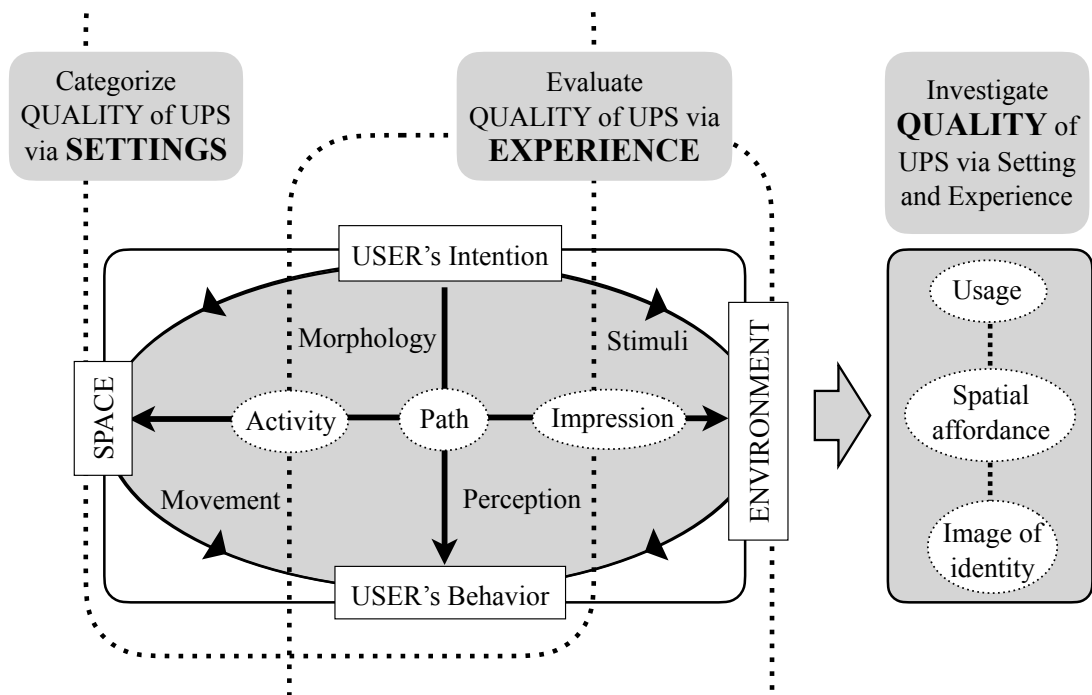 Categorize
QUALITY of UPS
via SETTINGS
Evaluate
QUALITY of UPS via
EXPERIENCE
Investigate
QUALITY of
UPS via Setting
and Experience
USER's Intention
Morphology
Stimuli
SPACE
Activity
Path
Impression
ENVIRONMENT
Movement
Perception
USER's Behavior
Usage
Spatial
affordance
Image of
identity